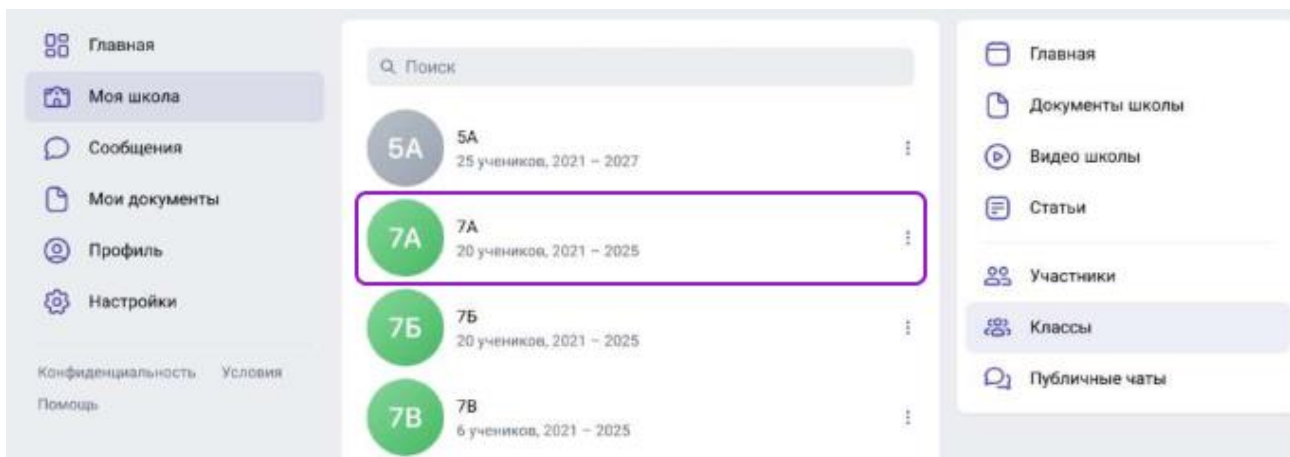 Главная
Моя школа
Сообщения
Мои документы
Профиль
Настройки
Конфиденциальность Условия
Помощь
Поиск
5А
5А
25 учеников, 2021 – 2027
7А
7А
20 учеников, 2021 – 2025
7Б
7Б
20 учеников, 2021 – 2025
7В
7В
6 учеников, 2021 – 2025
Главная
Документы школы
Видео школы
Статьи
Участники
Классы
Публичные чаты